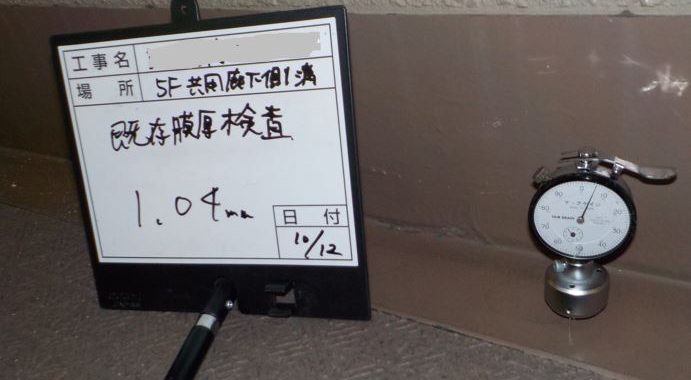 工事名
場所 5F共用廊下側溝
既存膜厚検査
1.04mm
日付
10/12